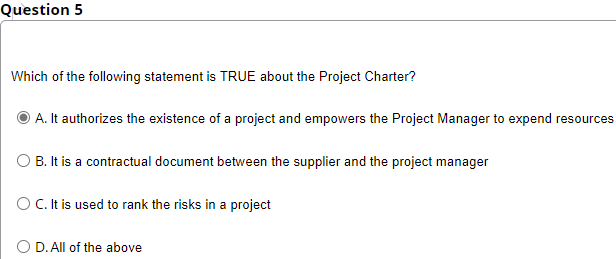 Question 5
Which of the following statement is TRUE about the Project Charter?
A. It authorizes the existence of a project and empowers the Project Manager to expend resources
B. It is a contractual document between the supplier and the project manager
C. It is used to rank the risks in a project
D. All of the above